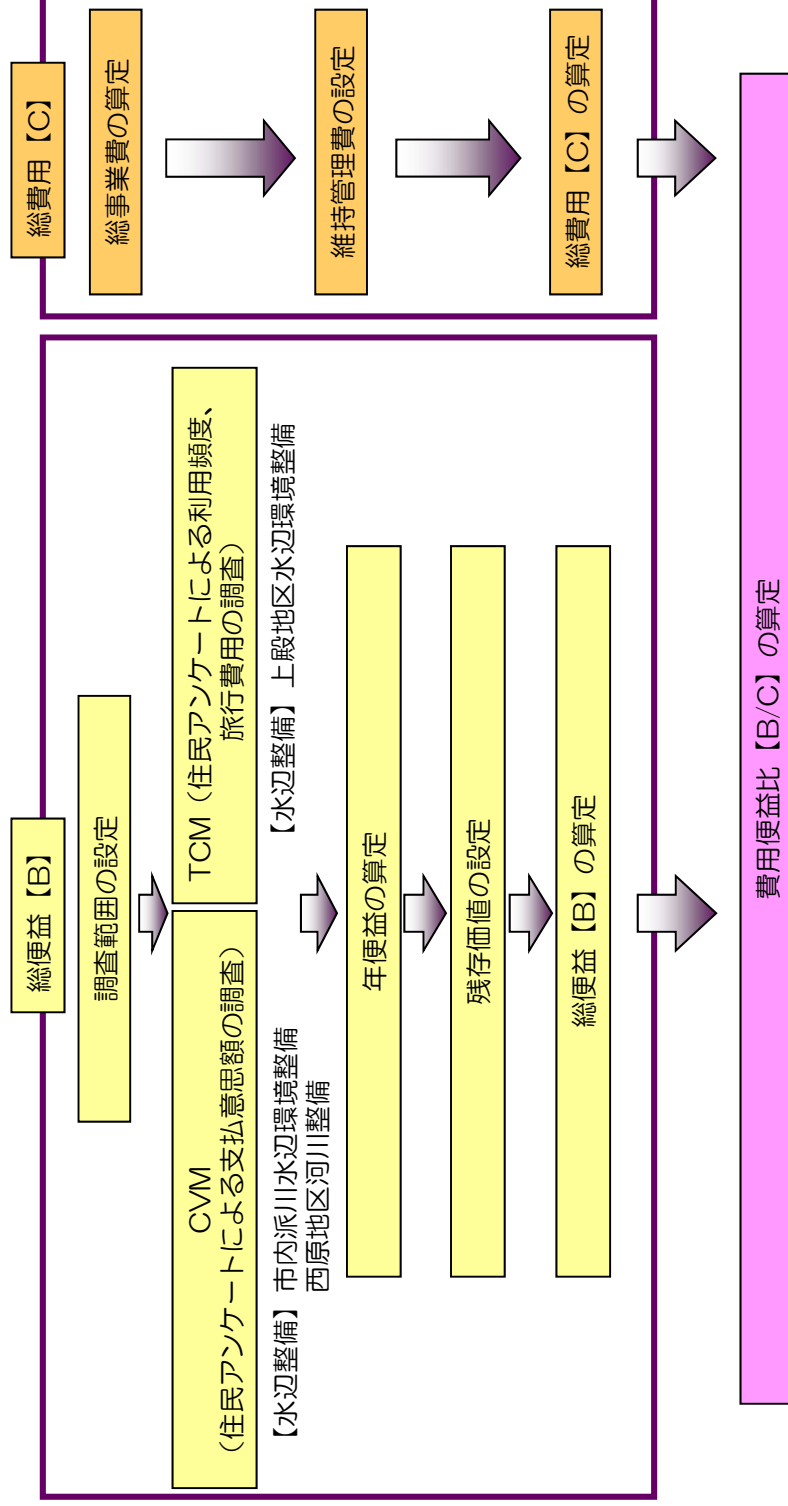 総便益【B】
調査範囲の設定
CVM
（住民アンケートによる支払意思額の調査）
TCM（住民アンケートによる利用頻度、
旅行費用の調査）
【水辺整備】市内派川水辺環境整備
西原地区河川整備
【水辺整備】上殿地区水辺環境整備
年便益の算定
残存価値の設定
総便益【B】の算定
総費用【C】
総事業費の算定
維持管理費の設定
総費用【C】の算定
費用便益比【B/C】の算定